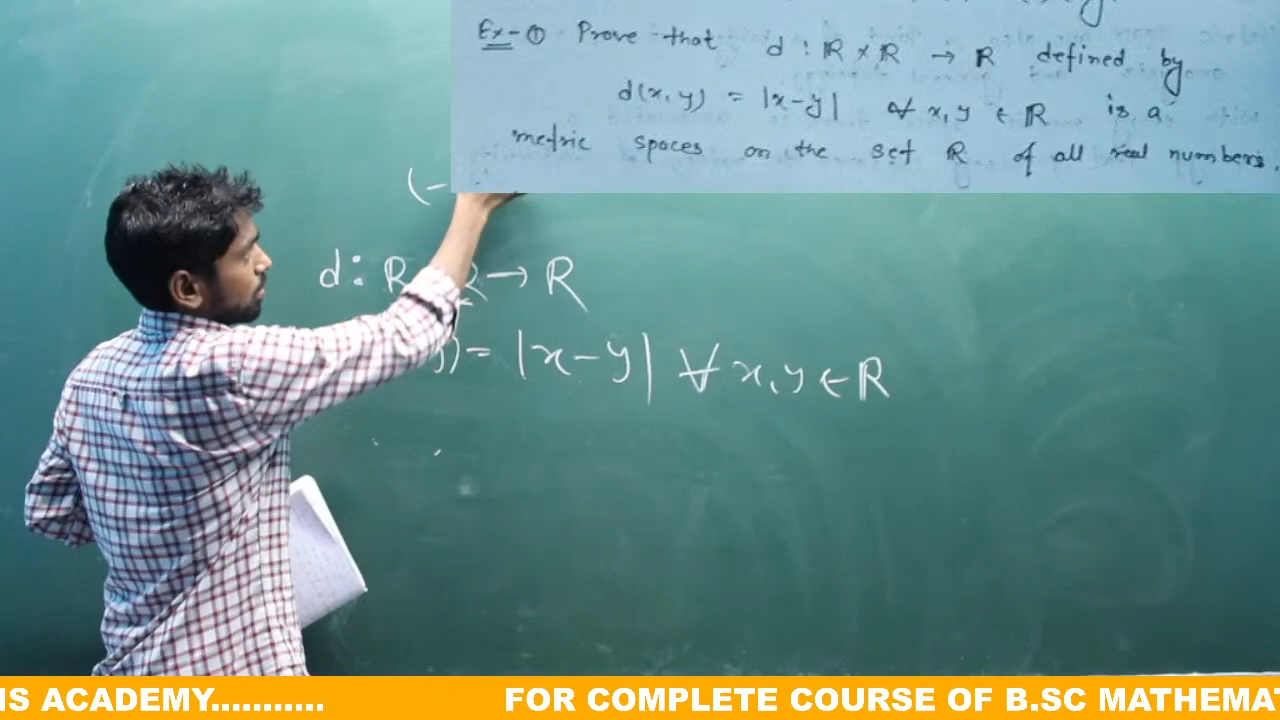 Ex-① Prove that d : R × R → R defined by
d(x, y) = |x-y| ∀ x, y ∈ R is a
metric spaces on the set R of all real numbers.
(-
d: R R → R
y) = |x-y| ∀ x, y ∈ R
IS ACADEMY........... FOR COMPLETE COURSE OF B.SC MATHEMAT